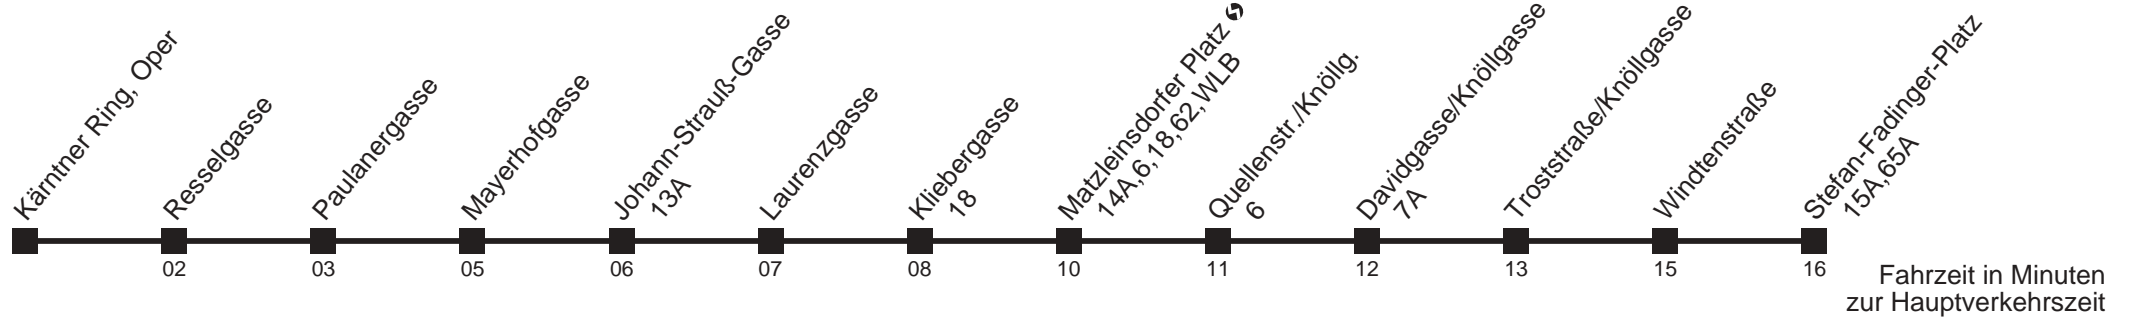 Kärntner Ring, Oper
Resselgasse
Paulanergasse
Mayerhofgasse
Johann-Strauß-Gasse
13A
Laurenzgasse
Kliebergasse
18
Matzleinsdorfer Platz
14A,6,18,62,WLB
Quellenstr./Knöllg.
6
Davidgasse/Knöllgasse
7A
Troststraße/Knöllgasse
Windtenstraße
Stefan-Fadinger-Platz
15A,65A
02
03
05
06
07
08
10
11
12
13
15
16
Fahrzeit in Minuten
zur Hauptverkehrszeit